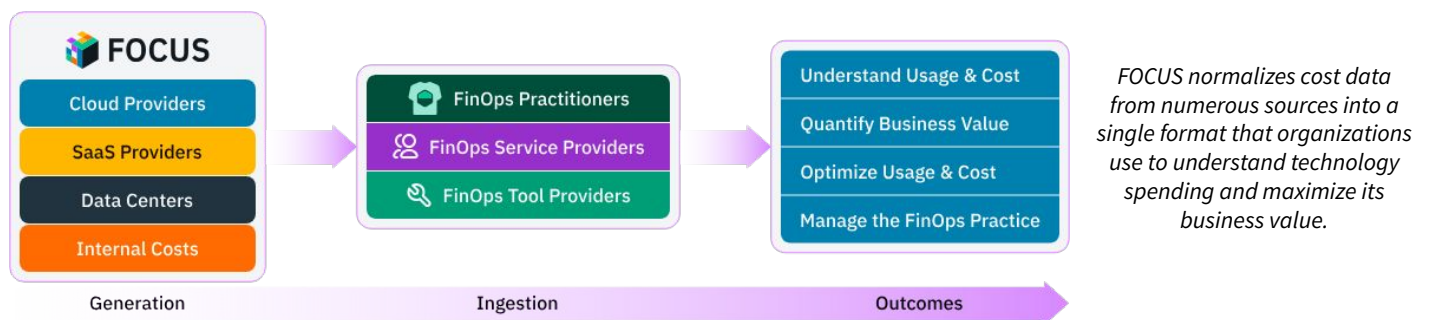 FOCUS
Cloud Providers
SaaS Providers
Data Centers
Internal Costs
FinOps Practitioners
FinOps Service Providers
FinOps Tool Providers
Understand Usage & Cost
Quantify Business Value
Optimize Usage & Cost
Manage the FinOps Practice
FOCUS normalizes cost data
from numerous sources into a
single format that organizations
use to understand technology
spending and maximize its
business value.
Generation
Ingestion
Outcomes